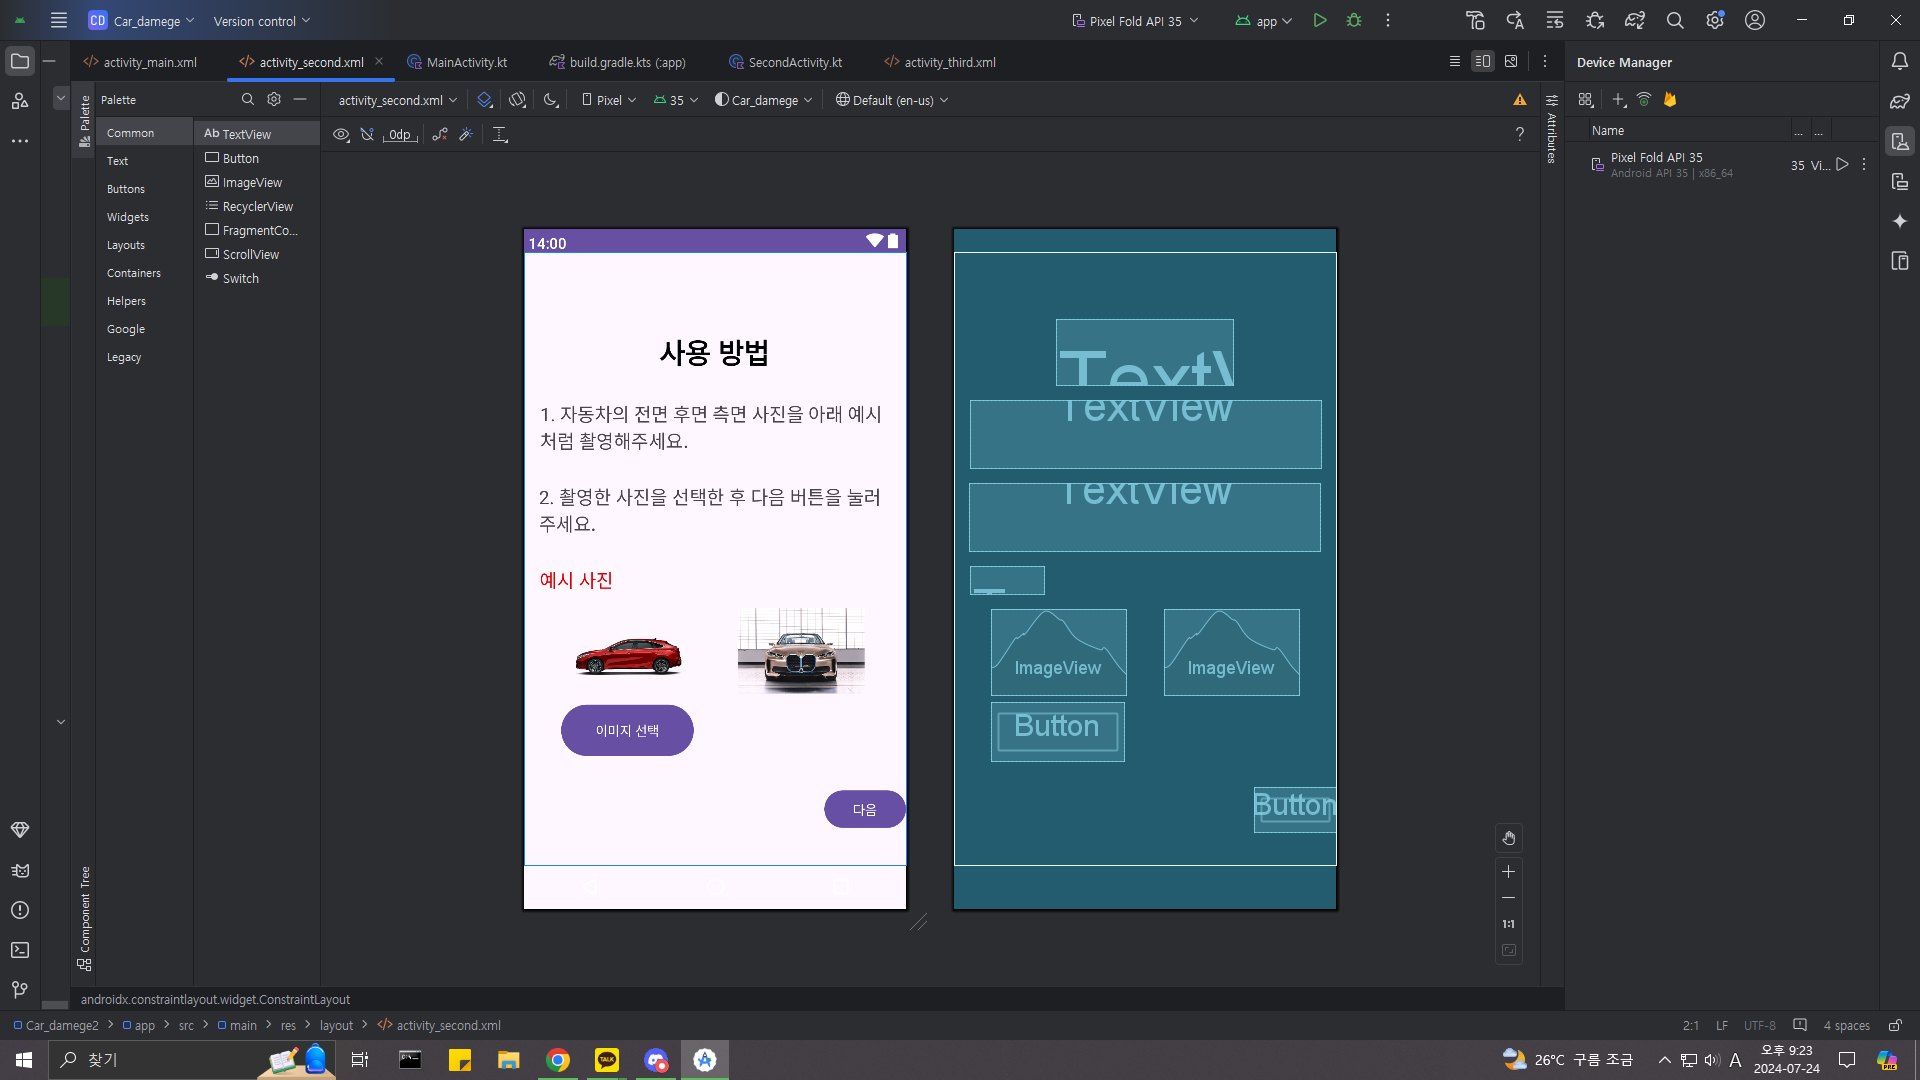 CD Car_damege Version control Pixel Fold API 35 app
activity_main.xml activity_second.xml MainActivity.kt build.gradle.kts (:app) SecondActivity.kt activity_third.xml Device Manager
Palette
Palette
activity_second.xml Pixel 35 Car_damege Default (en-us)
0dp
?
Attributes
Name ... ...
Pixel Fold API 35
Android API 35 | x86_64
35 Vi...
Common
Text
Buttons
Widgets
Layouts
Containers
Helpers
Google
Legacy
Ab TextView
Button
ImageView
RecyclerView
FragmentCo...
ScrollView
Switch
14:00
사용 방법
1. 자동차의 전면 후면 측면 사진을 아래 예시
처럼 촬영해주세요.
2. 촬영한 사진을 선택한 후 다음 버튼을 눌러
주세요.
예시 사진
이미지 선택
다음
TextV
TextView
TextView
ImageView
ImageView
Button
Button
1:1
Component Tree
androidx.constraintlayout.widget.ConstraintLayout
Car_damege2 > app > src > main > res > layout > activity_second.xml
2:1 LF UTF-8 4 spaces
찾기
TALK
26°C 구름 조금
A
오후 9:23
2024-07-24
PRE